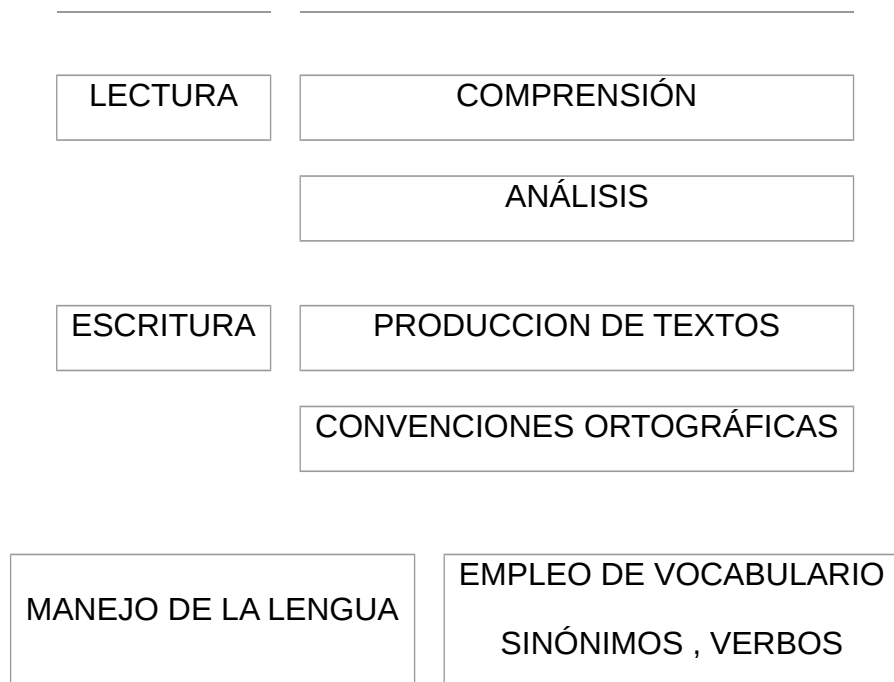 LECTURA
COMPRENSIÓN
ANÁLISIS
ESCRITURA
PRODUCCION DE TEXTOS
CONVENCIONES ORTOGRÁFICAS
MANEJO DE LA LENGUA
EMPLEO DE VOCABULARIO
SINÓNIMOS , VERBOS